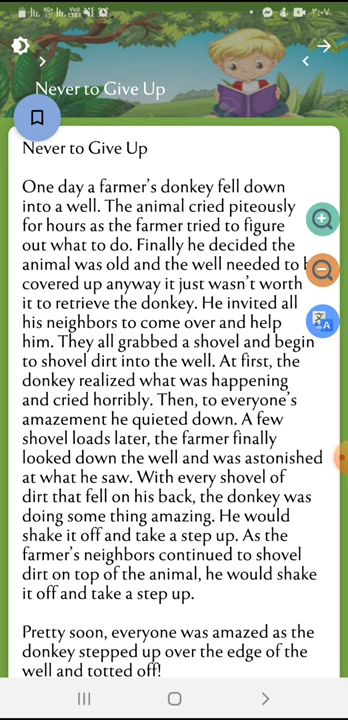 4G+
Vo))
LTE2
٢:٠٧
Never to Give Up
Never to Give Up
One day a farmer's donkey fell down
into a well. The animal cried piteously
for hours as the farmer tried to figure
out what to do. Finally he decided the
animal was old and the well needed to
covered up anyway it just wasn't worth
it to retrieve the donkey. He invited all
his neighbors to come over and help
him. They all grabbed a shovel and begin
to shovel dirt into the well. At first, the
donkey realized what was happening
and cried horribly. Then, to everyone's
amazement he quieted down. A few
shovel loads later, the farmer finally
looked down the well and was astonished
at what he saw. With every shovel of
dirt that fell on his back, the donkey was
doing some thing amazing. He would
shake it off and take a step up. As the
farmer's neighbors continued to shovel
dirt on top of the animal, he would shake
it off and take a step up.
Pretty soon, everyone was amazed as the
donkey stepped up over the edge of the
well and totted off!